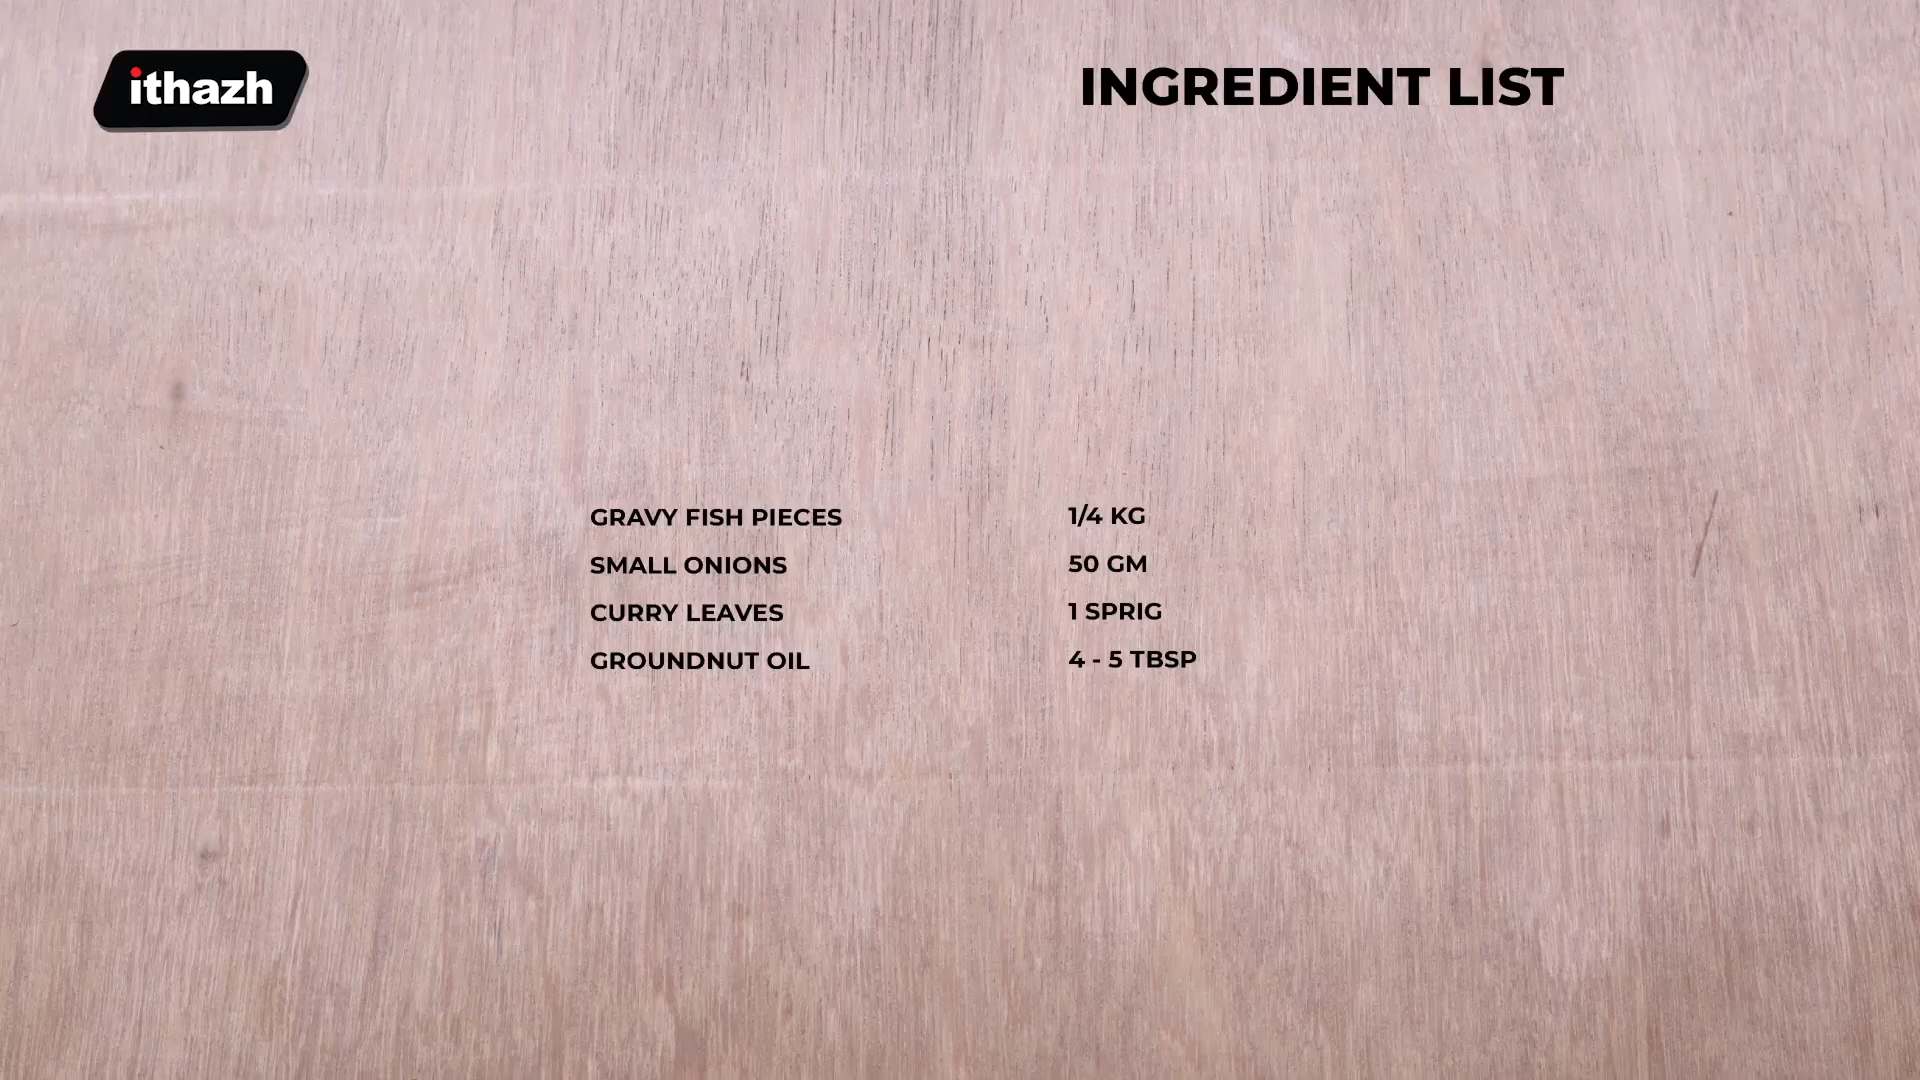 ithazh
INGREDIENT LIST
GRAVY FISH PIECES 1/4 KG
SMALL ONIONS 50 GM
CURRY LEAVES 1 SPRIG
GROUNDNUT OIL 4 - 5 TBSP